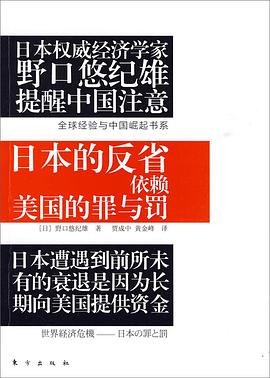 日本权威经济学家
野口悠纪雄
提醒中国注意
全球经验与中国崛起书系
日本的反省
依赖
美国的罪与罚
［日］野口悠纪雄 著 贾成中 黄金峰 译
日本遭遇到前所未
有的衰退是因为长
期向美国提供资金
世界経済危機——日本の罪と罰
东方出版社